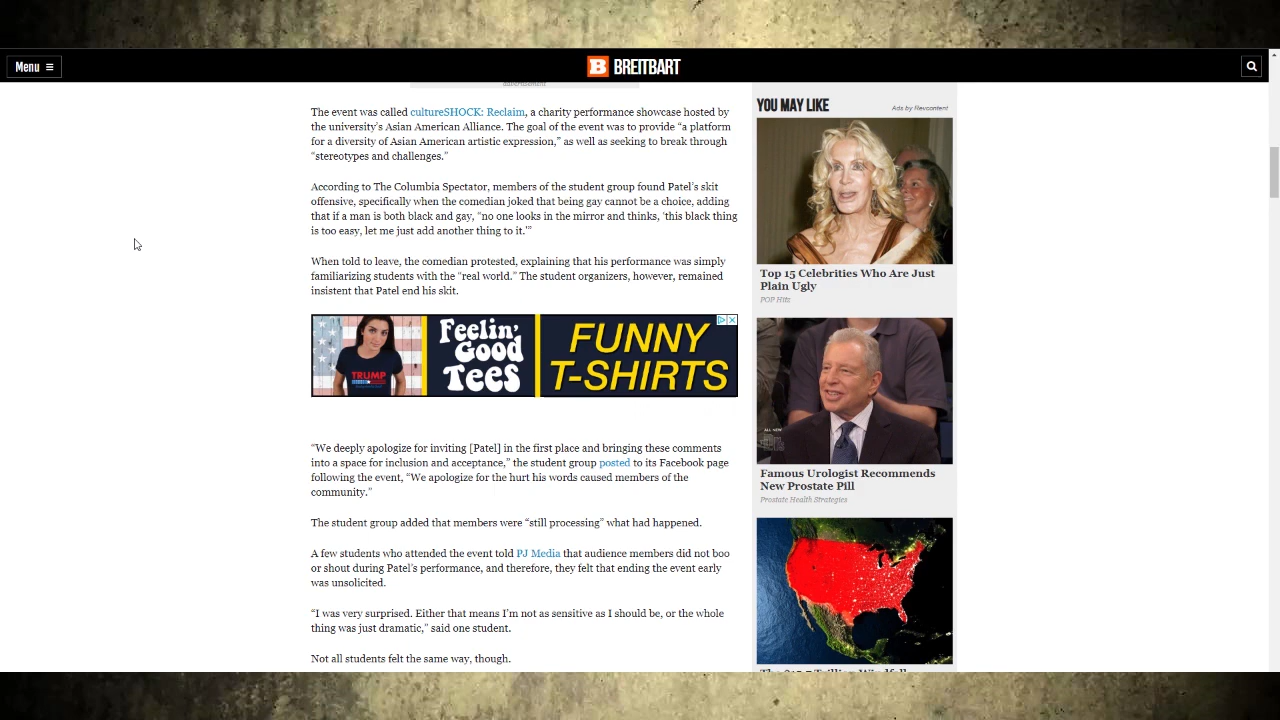 Menu
BREITBART
advertisement
The event was called cultureSHOCK: Reclaim, a charity performance showcase hosted by
the university's Asian American Alliance. The goal of the event was to provide “a platform
for a diversity of Asian American artistic expression,” as well as seeking to break through
“stereotypes and challenges.”
According to The Columbia Spectator, members of the student group found Patel's skit
offensive, specifically when the comedian joked that being gay cannot be a choice, adding
that if a man is both black and gay, “no one looks in the mirror and thinks, 'this black thing
is too easy, let me just add another thing to it.'”
When told to leave, the comedian protested, explaining that his performance was simply
familiarizing students with the “real world.” The student organizers, however, remained
insistent that Patel end his skit.
TRUMP
Feelin'
Good
Tees
FUNNY
T-SHIRTS
“We deeply apologize for inviting [Patel] in the first place and bringing these comments
into a space for inclusion and acceptance,” the student group posted to its Facebook page
following the event, “We apologize for the hurt his words caused members of the
community.”
The student group added that members were “still processing” what had happened.
A few students who attended the event told PJ Media that audience members did not boo
or shout during Patel's performance, and therefore, they felt that ending the event early
was unsolicited.
“I was very surprised. Either that means I'm not as sensitive as I should be, or the whole
thing was just dramatic,” said one student.
Not all students felt the same way, though.
YOU MAY LIKE
Ads by Revcontent
Top 15 Celebrities Who Are Just
Plain Ugly
POP Hitz
ALL NEW
Famous Urologist Recommends
New Prostate Pill
Prostate Health Strategies